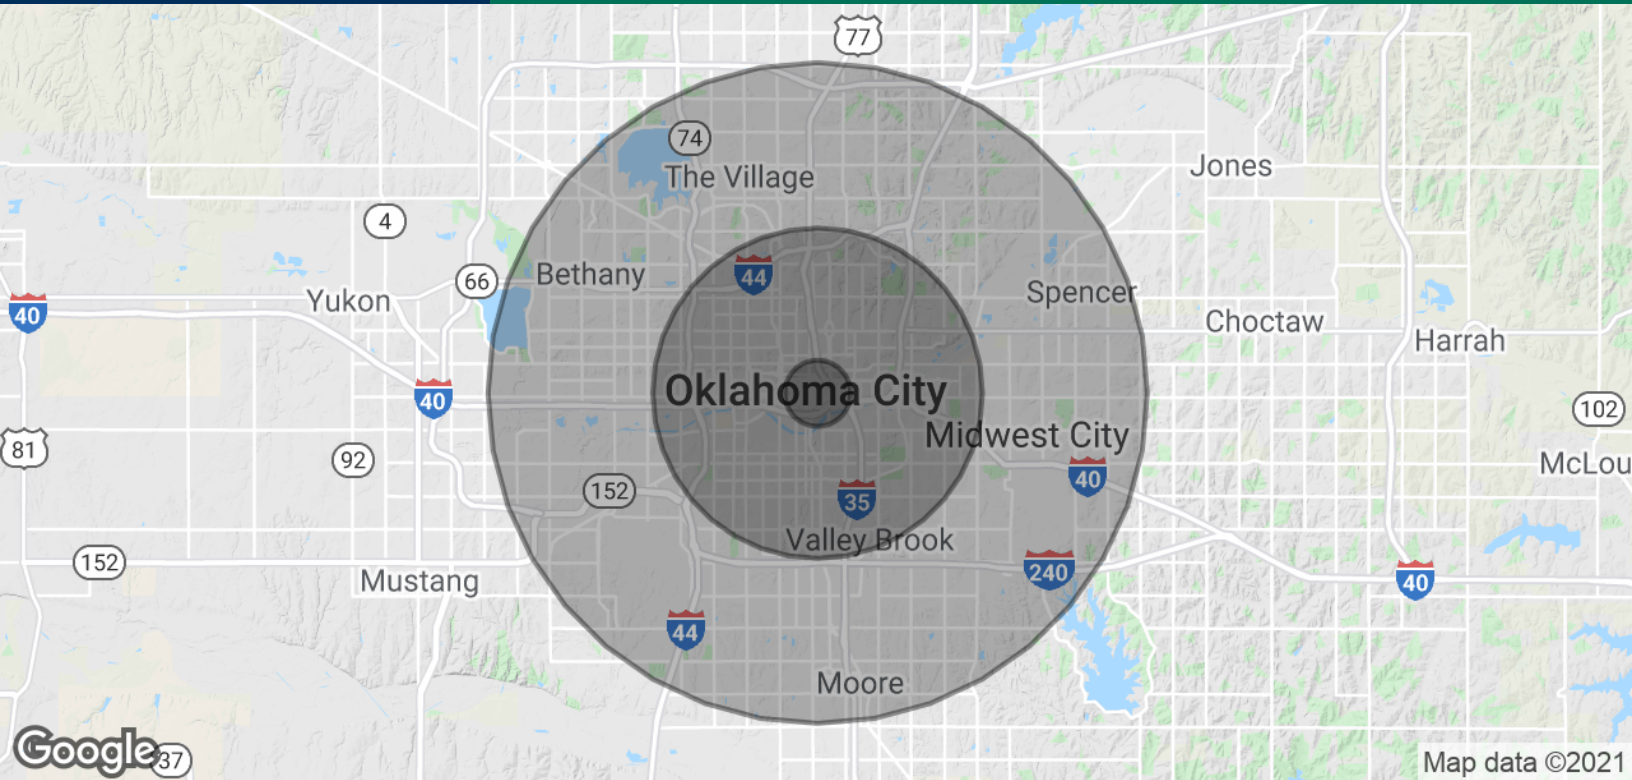 77
74
The Village
Jones
4
44
66
Bethany
Yukon
Spencer
40
Choctaw
Harrah
Oklahoma City
40
102
Midwest City
81
92
40
McLou
152
35
Valley Brook
152
240
Mustang
40
44
Moore
Google
37
Map data ©2021